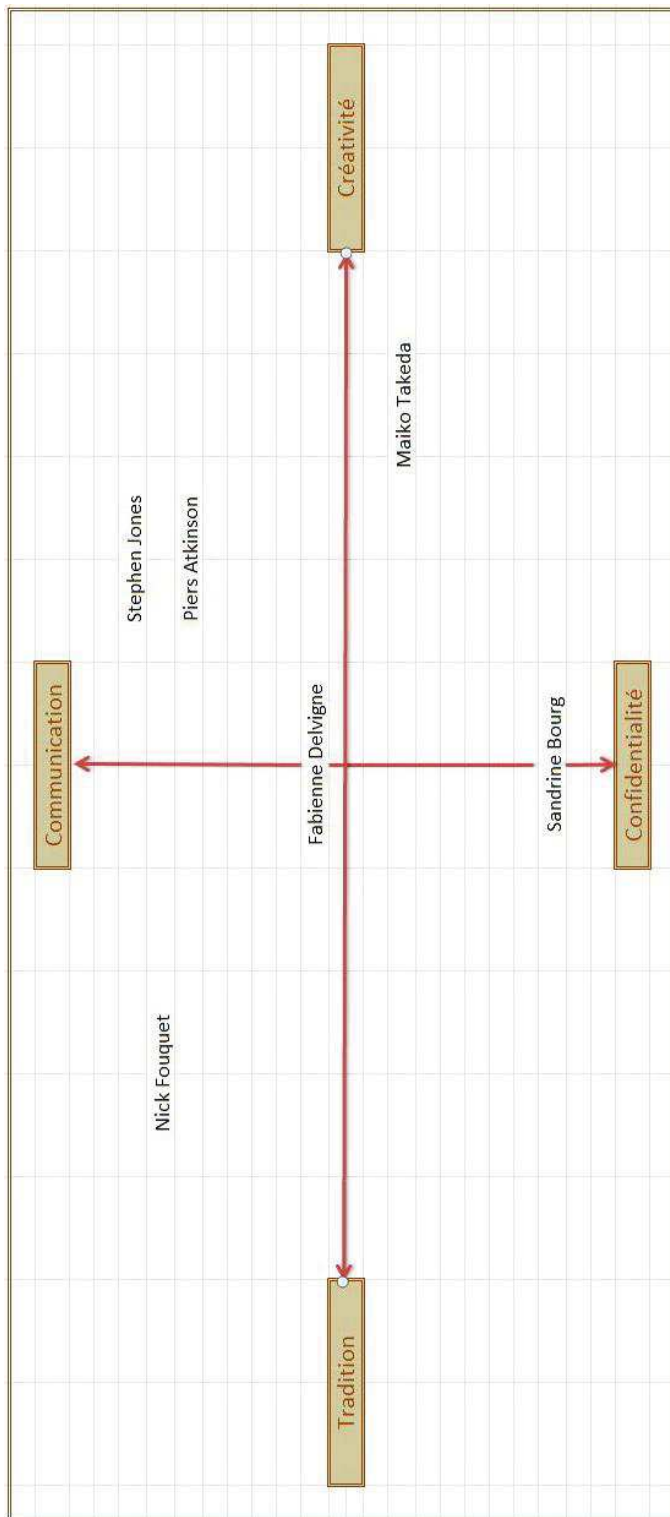 Communication
Stephen Jones
Nick Fouquet
Piers Atkinson
Fabienne Delvigne
Tradition
Créativité
Maiko Takeda
Sandrine Bourg
Confidentialité